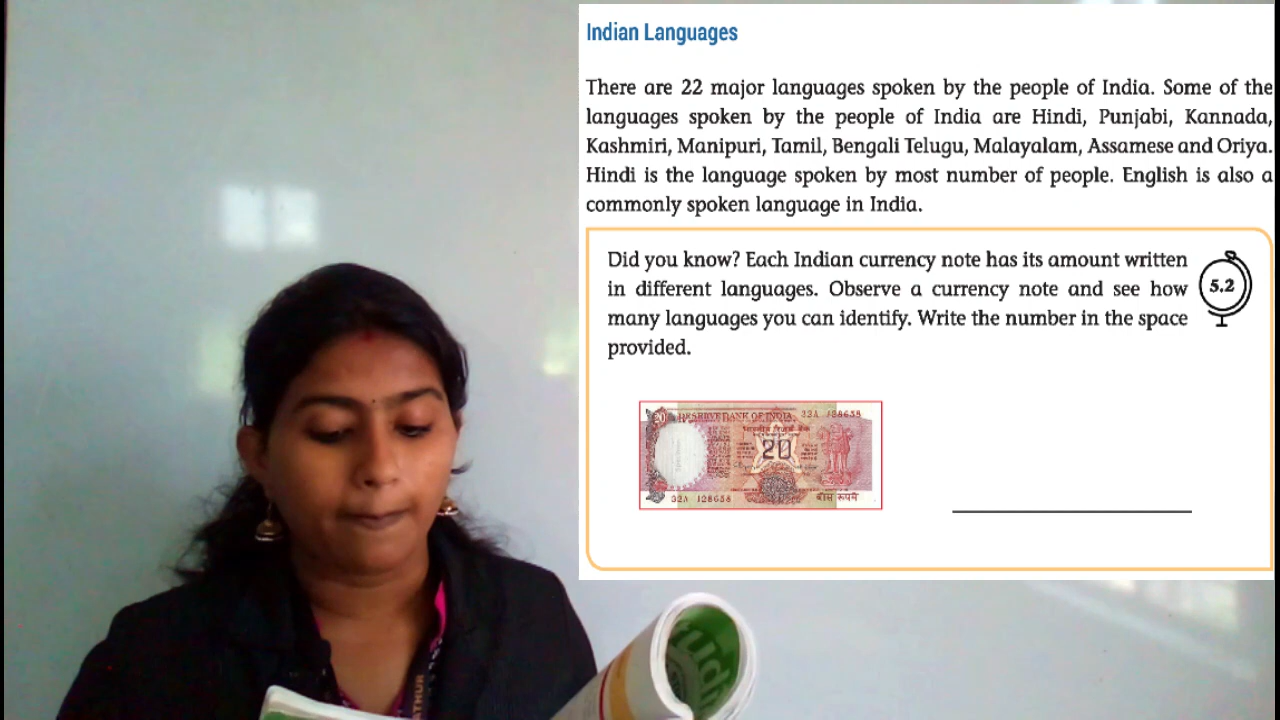 Indian Languages
There are 22 major languages spoken by the people of India. Some of the
languages spoken by the people of India are Hindi, Punjabi, Kannada,
Kashmiri, Manipuri, Tamil, Bengali Telugu, Malayalam, Assamese and Oriya.
Hindi is the language spoken by most number of people. English is also a
commonly spoken language in India.
Did you know? Each Indian currency note has its amount written
in different languages. Observe a currency note and see how
many languages you can identify. Write the number in the space
provided.
5.2
20 RESERVE BANK OF INDIA
भारतीय रिज़र्व बैंक
20
बीस रूपये
ATHUR